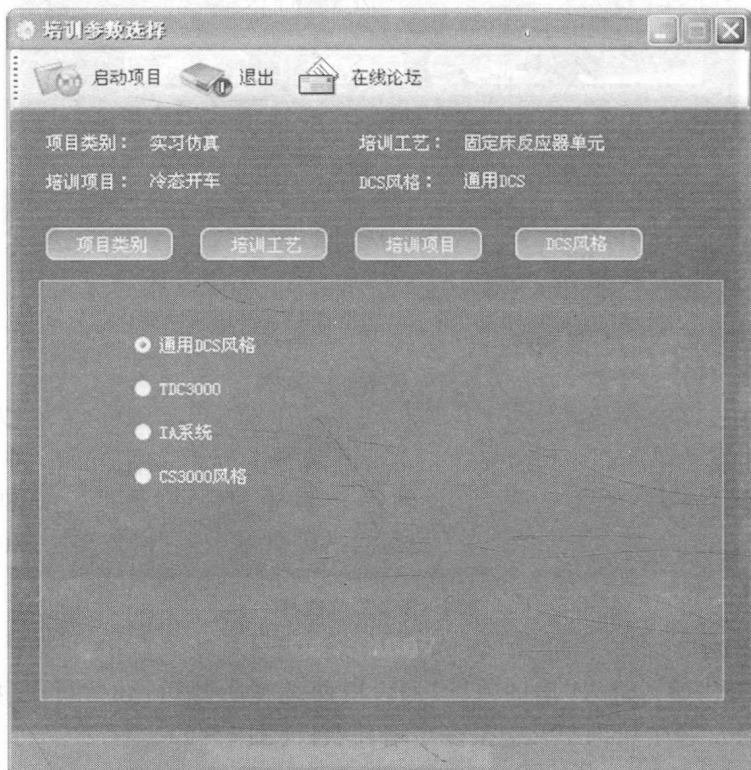 培训参数选择
启动项目 退出 在线论坛
项目类别： 实习仿真 培训工艺： 固定床反应器单元
培训项目： 冷态开车 DCS风格： 通用DCS
项目类别 培训工艺 培训项目 DCS风格
通用DCS风格
TDC3000
IA系统
CS3000风格